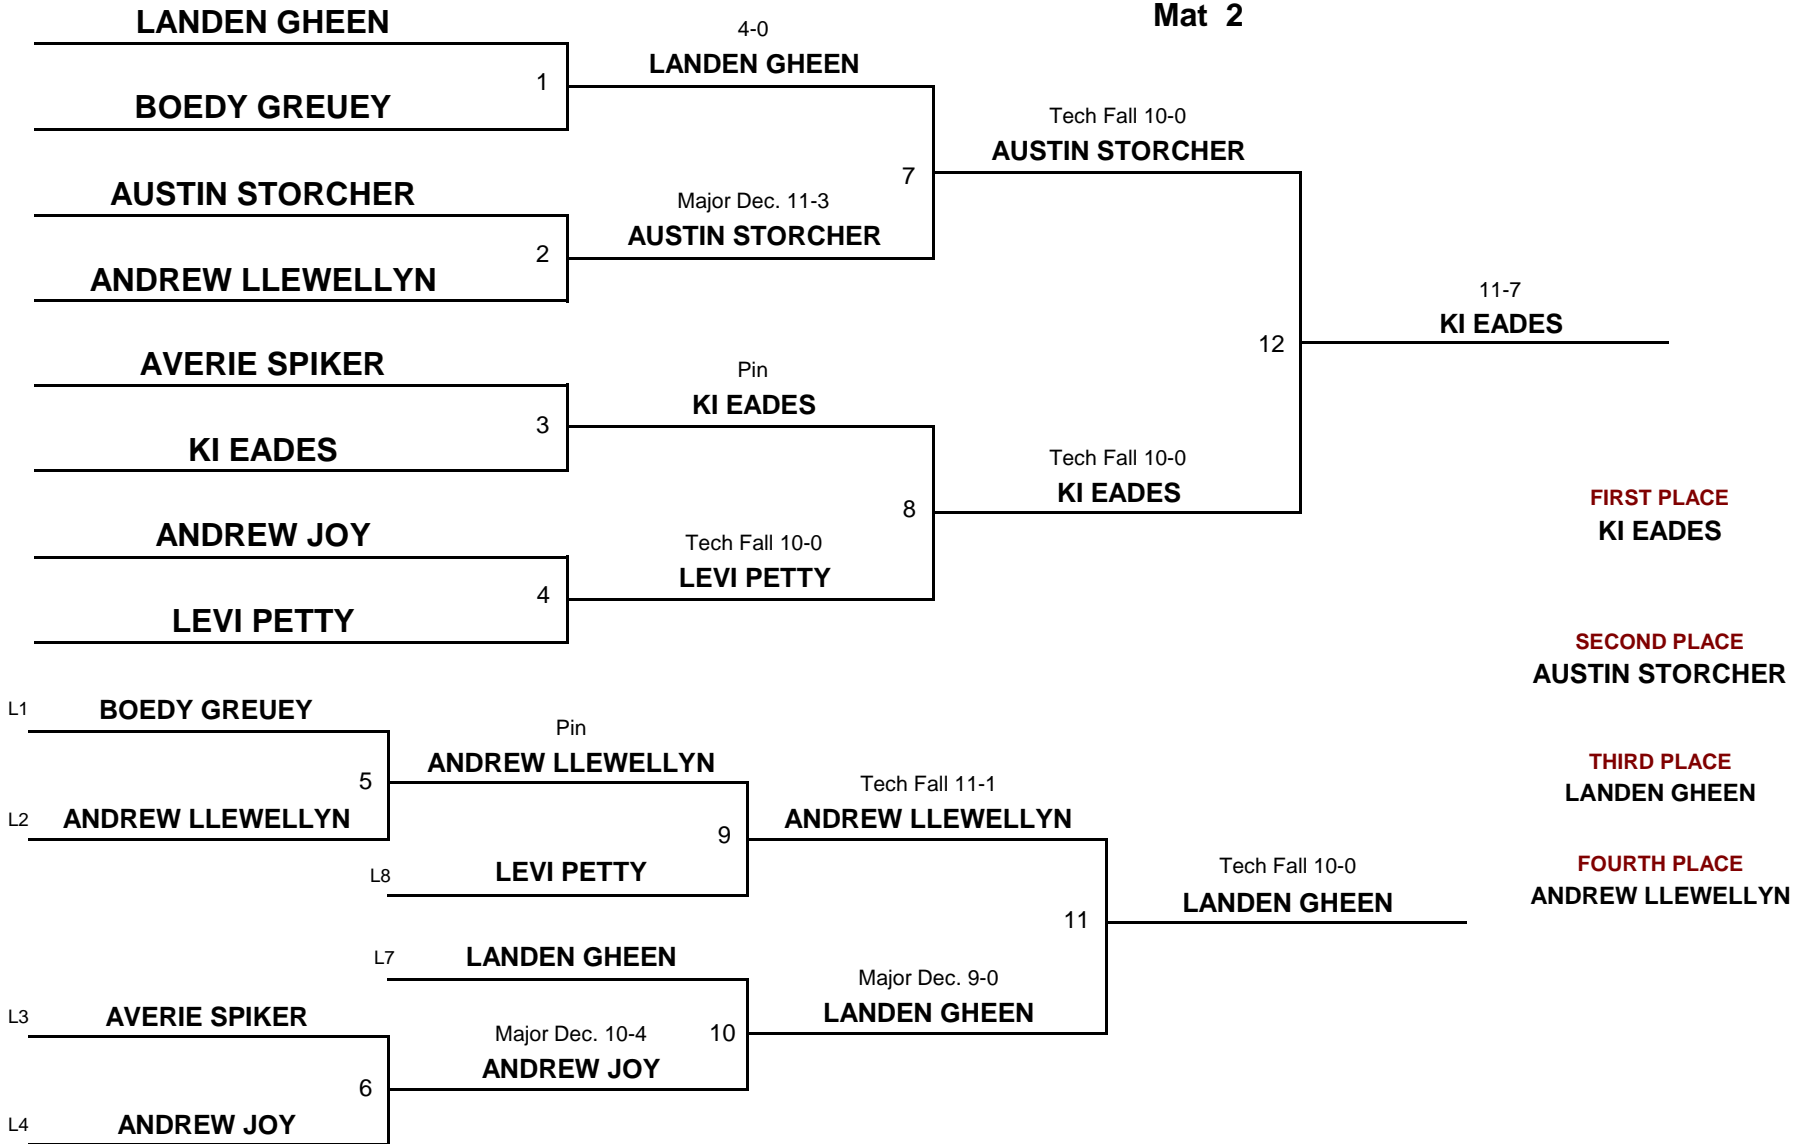 Mat 2
LANDEN GHEEN
1
BOEDY GREUEY
4-0
LANDEN GHEEN
AUSTIN STORCHER
2
ANDREW LLEWELLYN
Major Dec. 11-3
AUSTIN STORCHER
7
Tech Fall 10-0
AUSTIN STORCHER
AVERIE SPIKER
3
KI EADES
Pin
KI EADES
ANDREW JOY
4
LEVI PETTY
Tech Fall 10-0
LEVI PETTY
8
Tech Fall 10-0
KI EADES
12
11-7
KI EADES
FIRST PLACE
KI EADES
SECOND PLACE
AUSTIN STORCHER
THIRD PLACE
LANDEN GHEEN
FOURTH PLACE
ANDREW LLEWELLYN
L1 BOEDY GREUEY
5
L2 ANDREW LLEWELLYN
Pin
ANDREW LLEWELLYN
9
L8 LEVI PETTY
Tech Fall 11-1
ANDREW LLEWELLYN
L7 LANDEN GHEEN
L3 AVERIE SPIKER
6
L4 ANDREW JOY
Major Dec. 10-4
ANDREW JOY
10
Major Dec. 9-0
LANDEN GHEEN
11
Tech Fall 10-0
LANDEN GHEEN